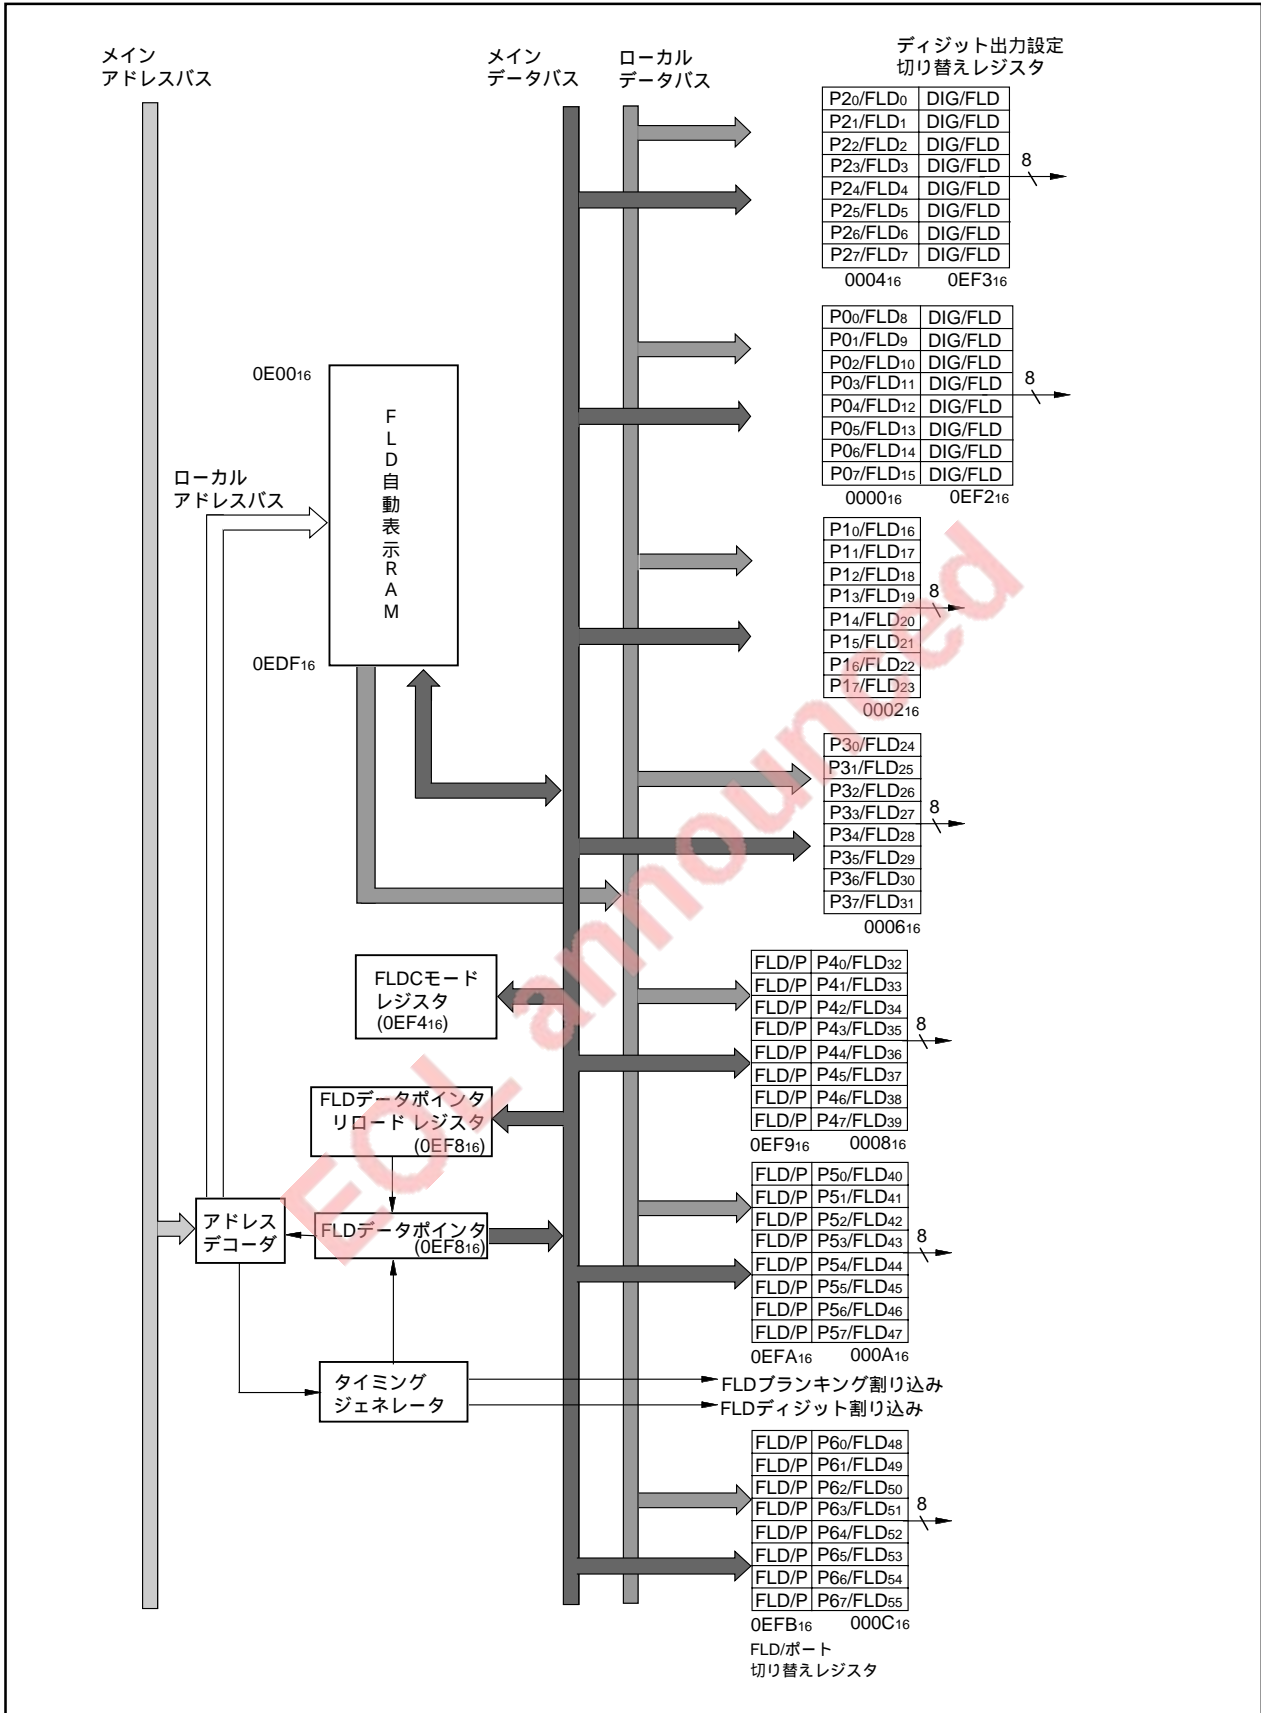 メイン
アドレスバス
メイン
データバス
ローカル
データバス
ディジット出力設定
切り替えレジスタ
P20/FLD0 DIG/FLD
P21/FLD1 DIG/FLD
P22/FLD2 DIG/FLD
P23/FLD3 DIG/FLD
8
P24/FLD4 DIG/FLD
P25/FLD5 DIG/FLD
P26/FLD6 DIG/FLD
P27/FLD7 DIG/FLD
000416 0EF316
P00/FLD8 DIG/FLD
P01/FLD9 DIG/FLD
P02/FLD10 DIG/FLD
P03/FLD11 DIG/FLD
8
P04/FLD12 DIG/FLD
P05/FLD13 DIG/FLD
P06/FLD14 DIG/FLD
P07/FLD15 DIG/FLD
000016 0EF216
0E0016
FLD自動表示RAM
0EDF16
ローカル
アドレスバス
P10/FLD16
P11/FLD17
P12/FLD18
P13/FLD19
8
P14/FLD20
P15/FLD21
P16/FLD22
P17/FLD23
000216
P30/FLD24
P31/FLD25
P32/FLD26
P33/FLD27
8
P34/FLD28
P35/FLD29
P36/FLD30
P37/FLD31
000616
FLDCモード
レジスタ
(0EF416)
FLD/P P40/FLD32
FLD/P P41/FLD33
FLD/P P42/FLD34
FLD/P P43/FLD35
8
FLD/P P44/FLD36
FLD/P P45/FLD37
FLD/P P46/FLD38
FLD/P P47/FLD39
0EF916 000816
FLDデータポインタ
リロードレジスタ
(0EF816)
アドレス
デコーダ
FLDデータポインタ
(0EF816)
FLD/P P50/FLD40
FLD/P P51/FLD41
FLD/P P52/FLD42
FLD/P P53/FLD43
8
FLD/P P54/FLD44
FLD/P P55/FLD45
FLD/P P56/FLD46
FLD/P P57/FLD47
0EFA16 000A16
タイミング
ジェネレータ
FLDブランキング割り込み
FLDディジット割り込み
FLD/P P60/FLD48
FLD/P P61/FLD49
FLD/P P62/FLD50
FLD/P P63/FLD51
8
FLD/P P64/FLD52
FLD/P P65/FLD53
FLD/P P66/FLD54
FLD/P P67/FLD55
0EFB16 000C16
FLD/ポート
切り替えレジスタ
EOL announced